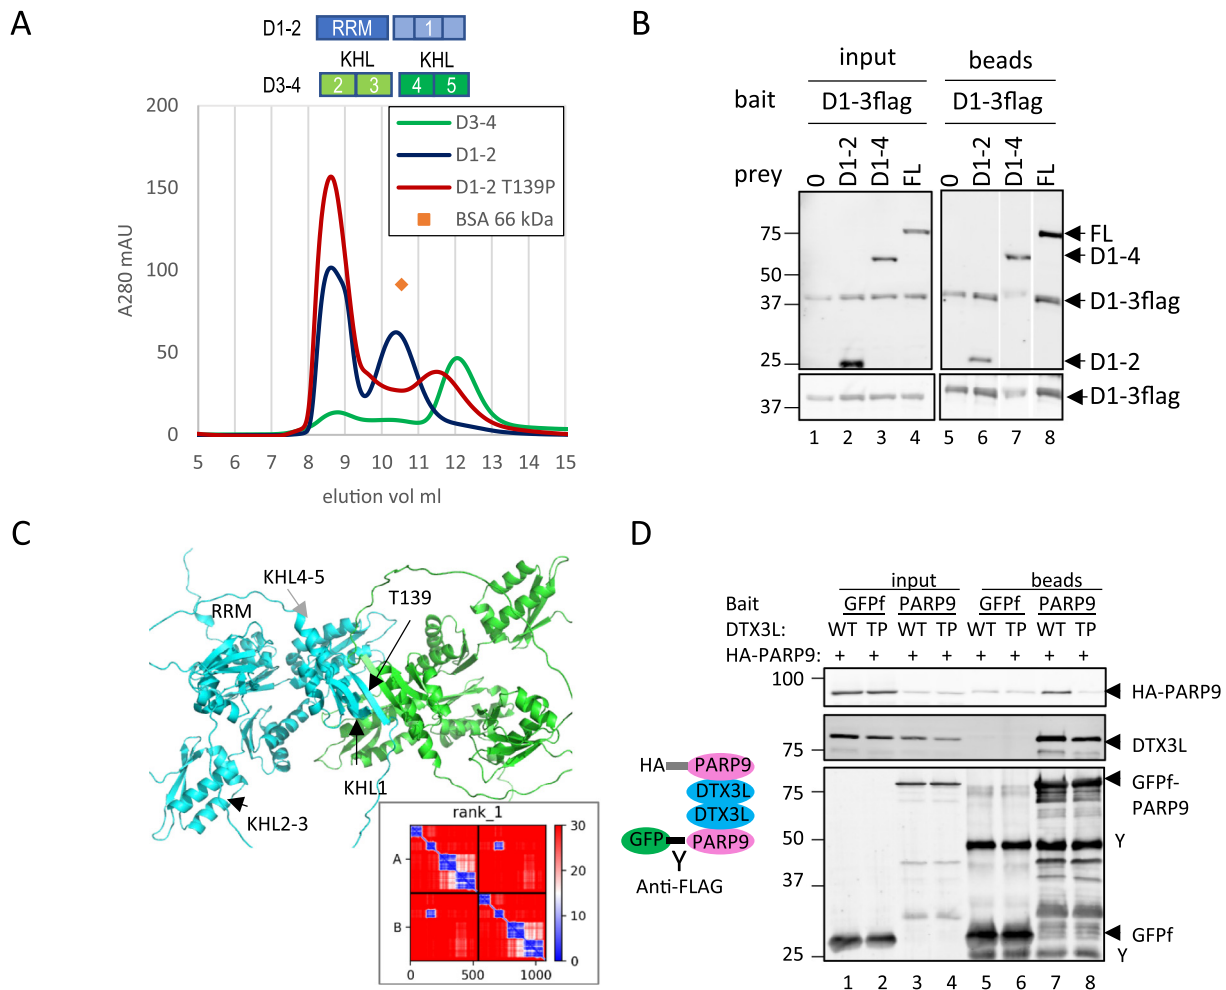 A
D1-2 RRM 1
KHL KHL
D3-4 2 3 4 5
200
150
100
50
0
A280 mAU
D3-4
D1-2
D1-2 T139P
BSA 66 kDa
5 6 7 8 9 10 11 12 13 14 15
elution vol ml
B
input beads
bait D1-3flag D1-3flag
prey 0 D1-2 D1-4 FL 0 D1-2 D1-4 FL
75 FL
D1-4
50
37 D1-3flag
25 D1-2
37 D1-3flag
1 2 3 4 5 6 7 8
C
KHL4-5
T139
RRM
KHL1
KHL2-3
rank_1
A
B
0 500 1000
30
20
10
0
D
input beads
Bait GFPf PARP9 GFPf PARP9
DTX3L: WT TP WT TP WT TP WT TP
HA-PARP9: + + + + + + + +
100
HA-PARP9
75 DTX3L
75
GFPf-
PARP9
50 Y
37
GFPf
25 Y
1 2 3 4 5 6 7 8
HA PARP9
DTX3L
DTX3L
GFP PARP9
Y
Anti-FLAG